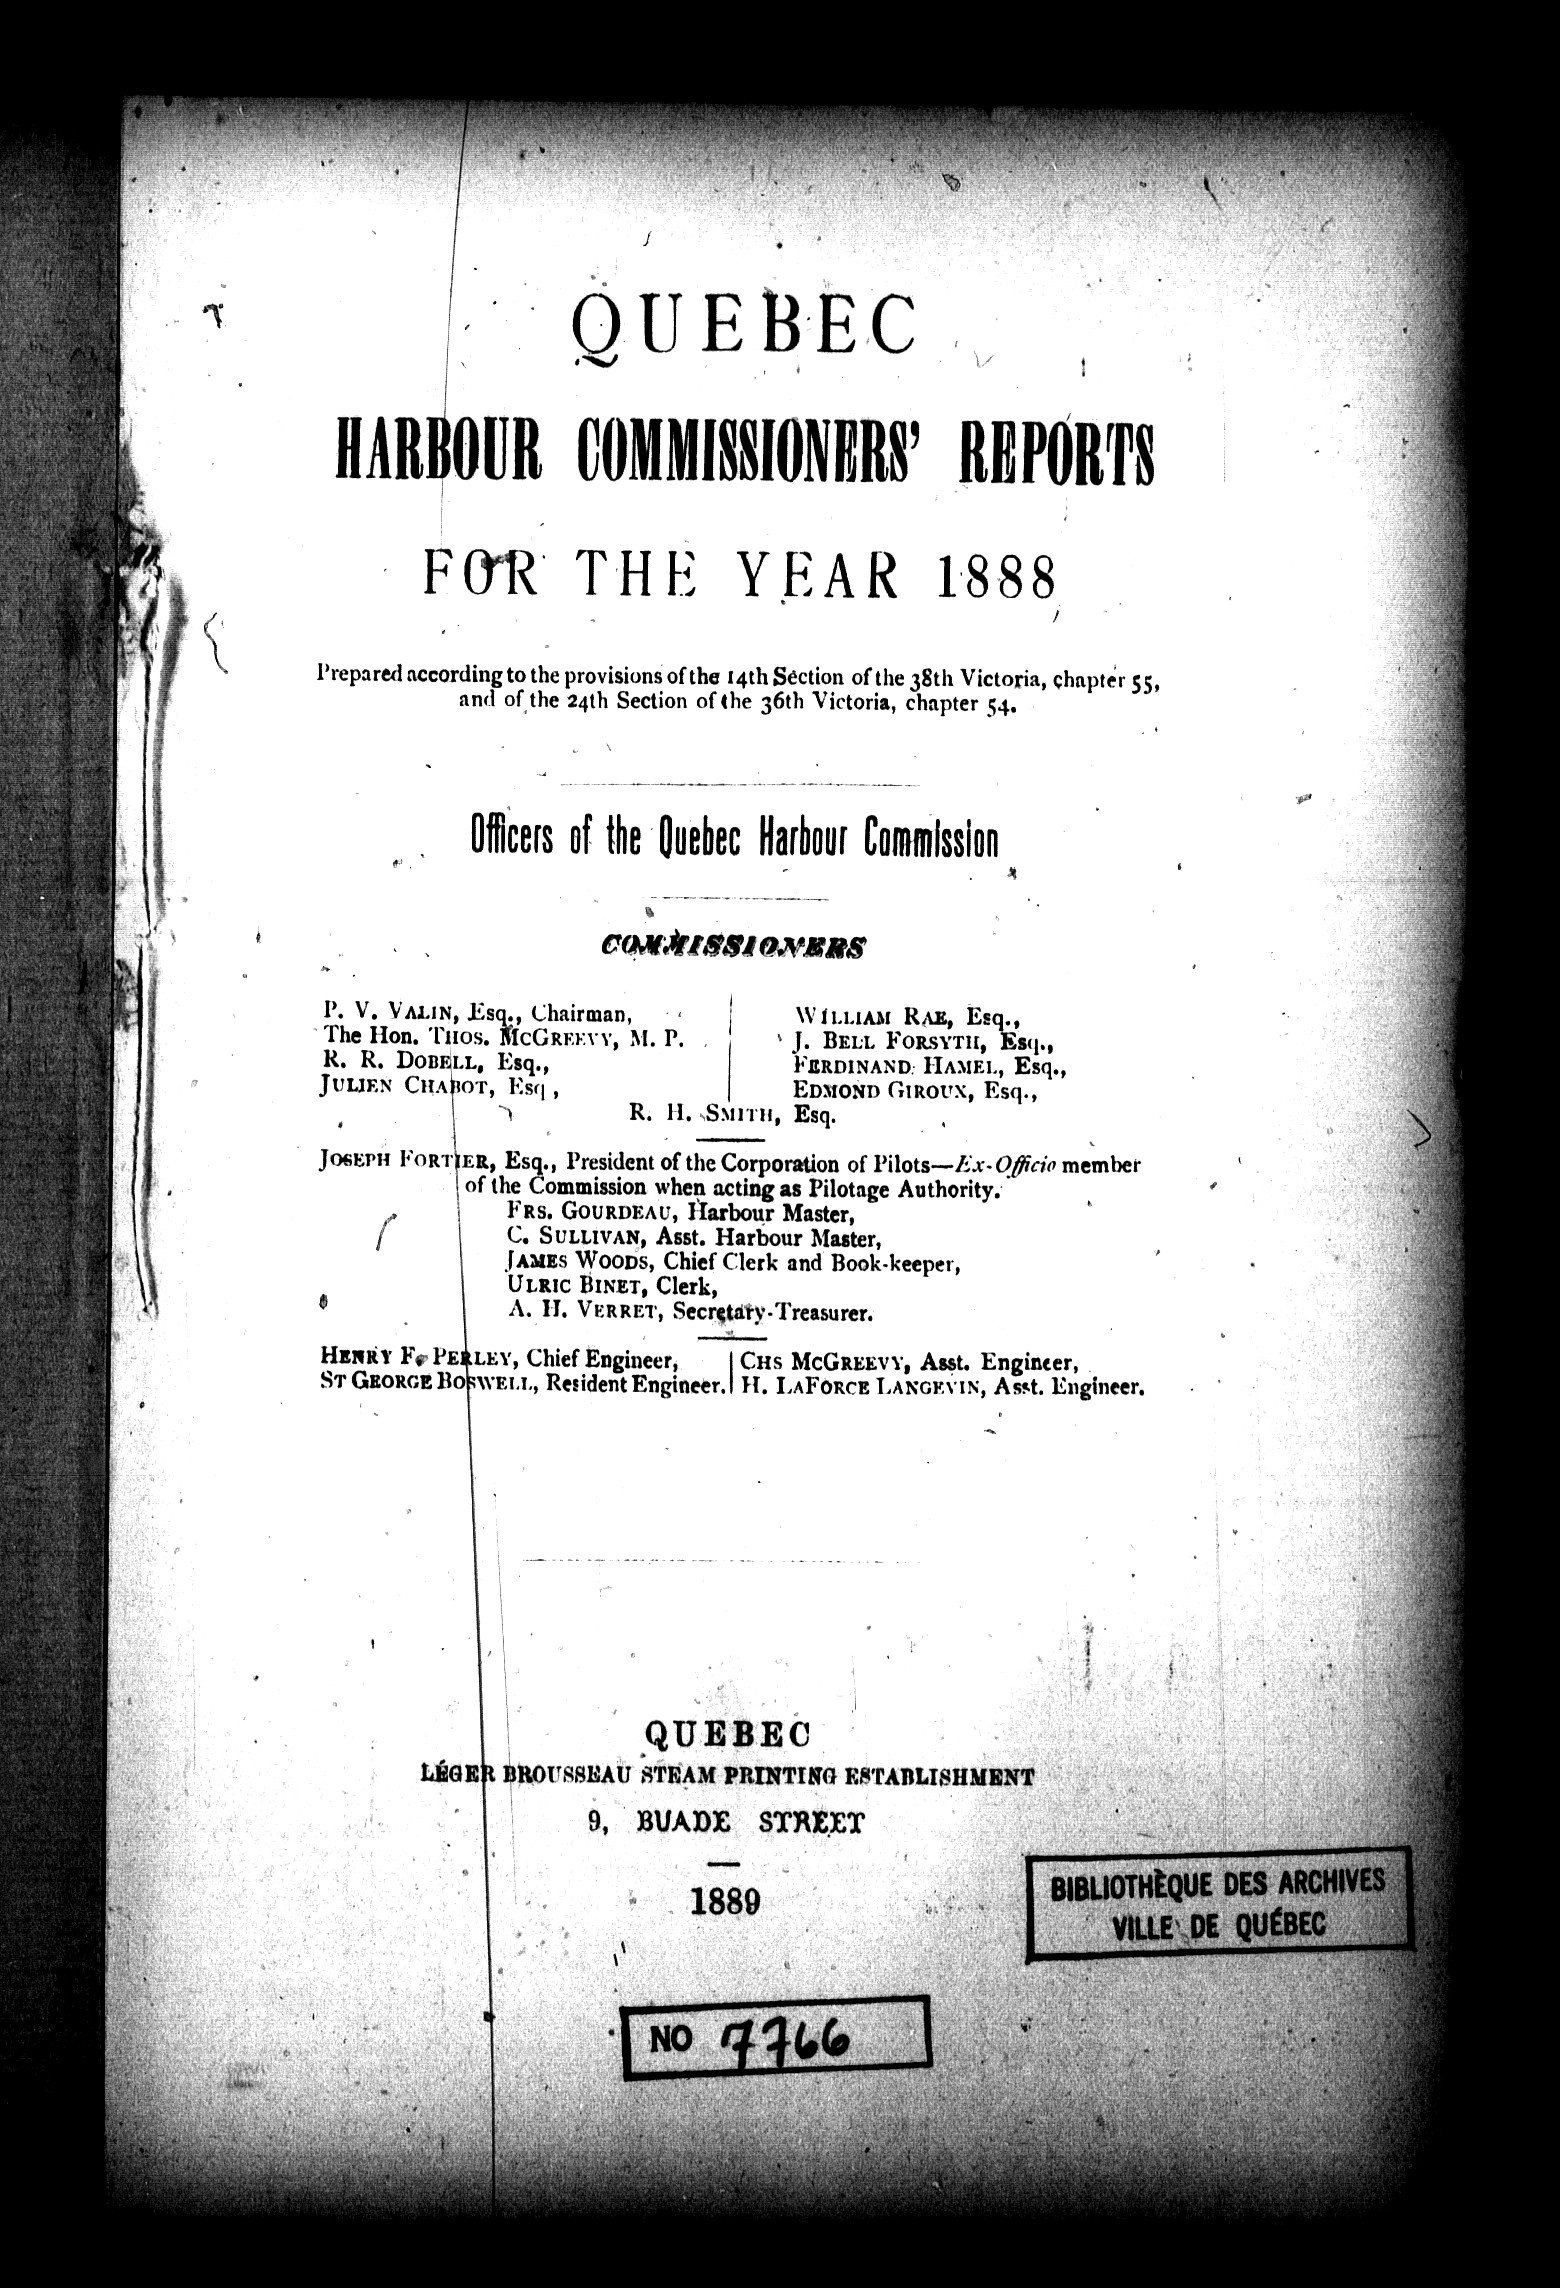 QUEBEC
HARBOUR COMMISSIONERS' REPORTS
FOR THE YEAR 1888
Prepared according to the provisions of the 14th Section of the 38th Victoria, chapter 55,
and of the 24th Section of the 36th Victoria, chapter 54.
Officers of the Quebec Harbour Commission
COMMISSIONERS
P. V. VALIN, Esq., Chairman,
The Hon. THOS. MCGREEVY, M. P.
R. R. DOBELL, Esq.,
JULIEN CHABOT, Esq ,
WILLIAM RAE, Esq.,
J. BELL FORSYTH, Esq.,
FERDINAND HAMEL, Esq.,
EDMOND GIROUX, Esq.,
R. H. SMITH, Esq.
JOSEPH FORTIER, Esq., President of the Corporation of Pilots—Ex-Officio member
of the Commission when acting as Pilotage Authority.
FRS. GOURDEAU, Harbour Master,
C. SULLIVAN, Asst. Harbour Master,
JAMES WOODS, Chief Clerk and Book-keeper,
ULRIC BINET, Clerk,
A. H. VERRET, Secretary-Treasurer.
HENRY F. PERLEY, Chief Engineer,
ST GEORGE BOSWELL, Resident Engineer.
CHS MCGREEVY, Asst. Engineer,
H. LAFORCE LANGEVIN, Asst. Engineer.
QUEBEC
LÉGER BROUSSEAU STEAM PRINTING ESTABLISHMENT
9, BUADE STREET
1889
BIBLIOTHÈQUE DES ARCHIVES
VILLE DE QUÉBEC
NO 7766